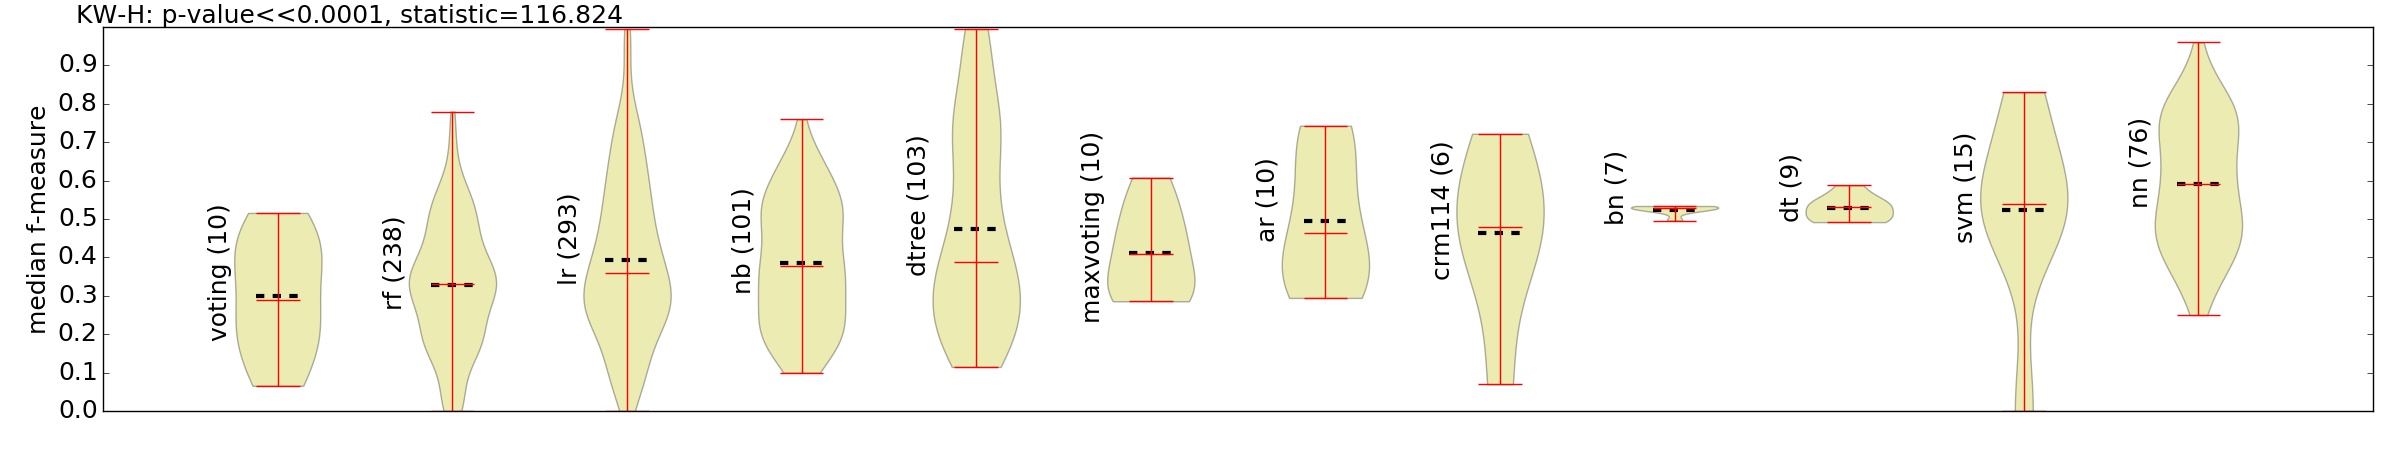 KW-H: p-value<<0.0001, statistic=116.824
median f-measure
0.9
0.8
0.7
0.6
0.5
0.4
0.3
0.2
0.1
0.0
voting (10)
rf (238)
lr (293)
nb (101)
dtree (103)
maxvoting (10)
ar (10)
crm114 (6)
bn (7)
dt (9)
svm (15)
nn (76)